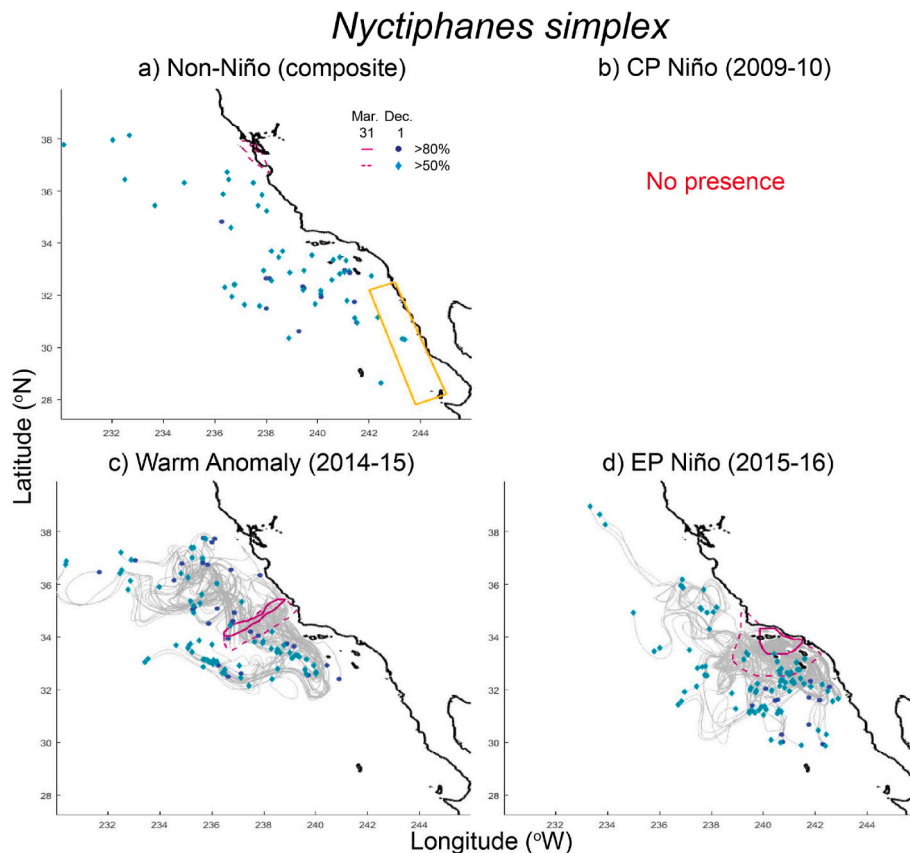 Nyctiphanes simplex
a) Non-Niño (composite)
b) CP Niño (2009-10)
Mar. Dec.
31 1
>80%
>50%
No presence
38
36
34
32
30
28
232 234 236 238 240 242 244
Latitude (°N)
c) Warm Anomaly (2014-15)
d) EP Niño (2015-16)
38
36
34
32
30
28
232 234 236 238 240 242 244
38
36
34
32
30
28
232 234 236 238 240 242 244
Longitude (°W)